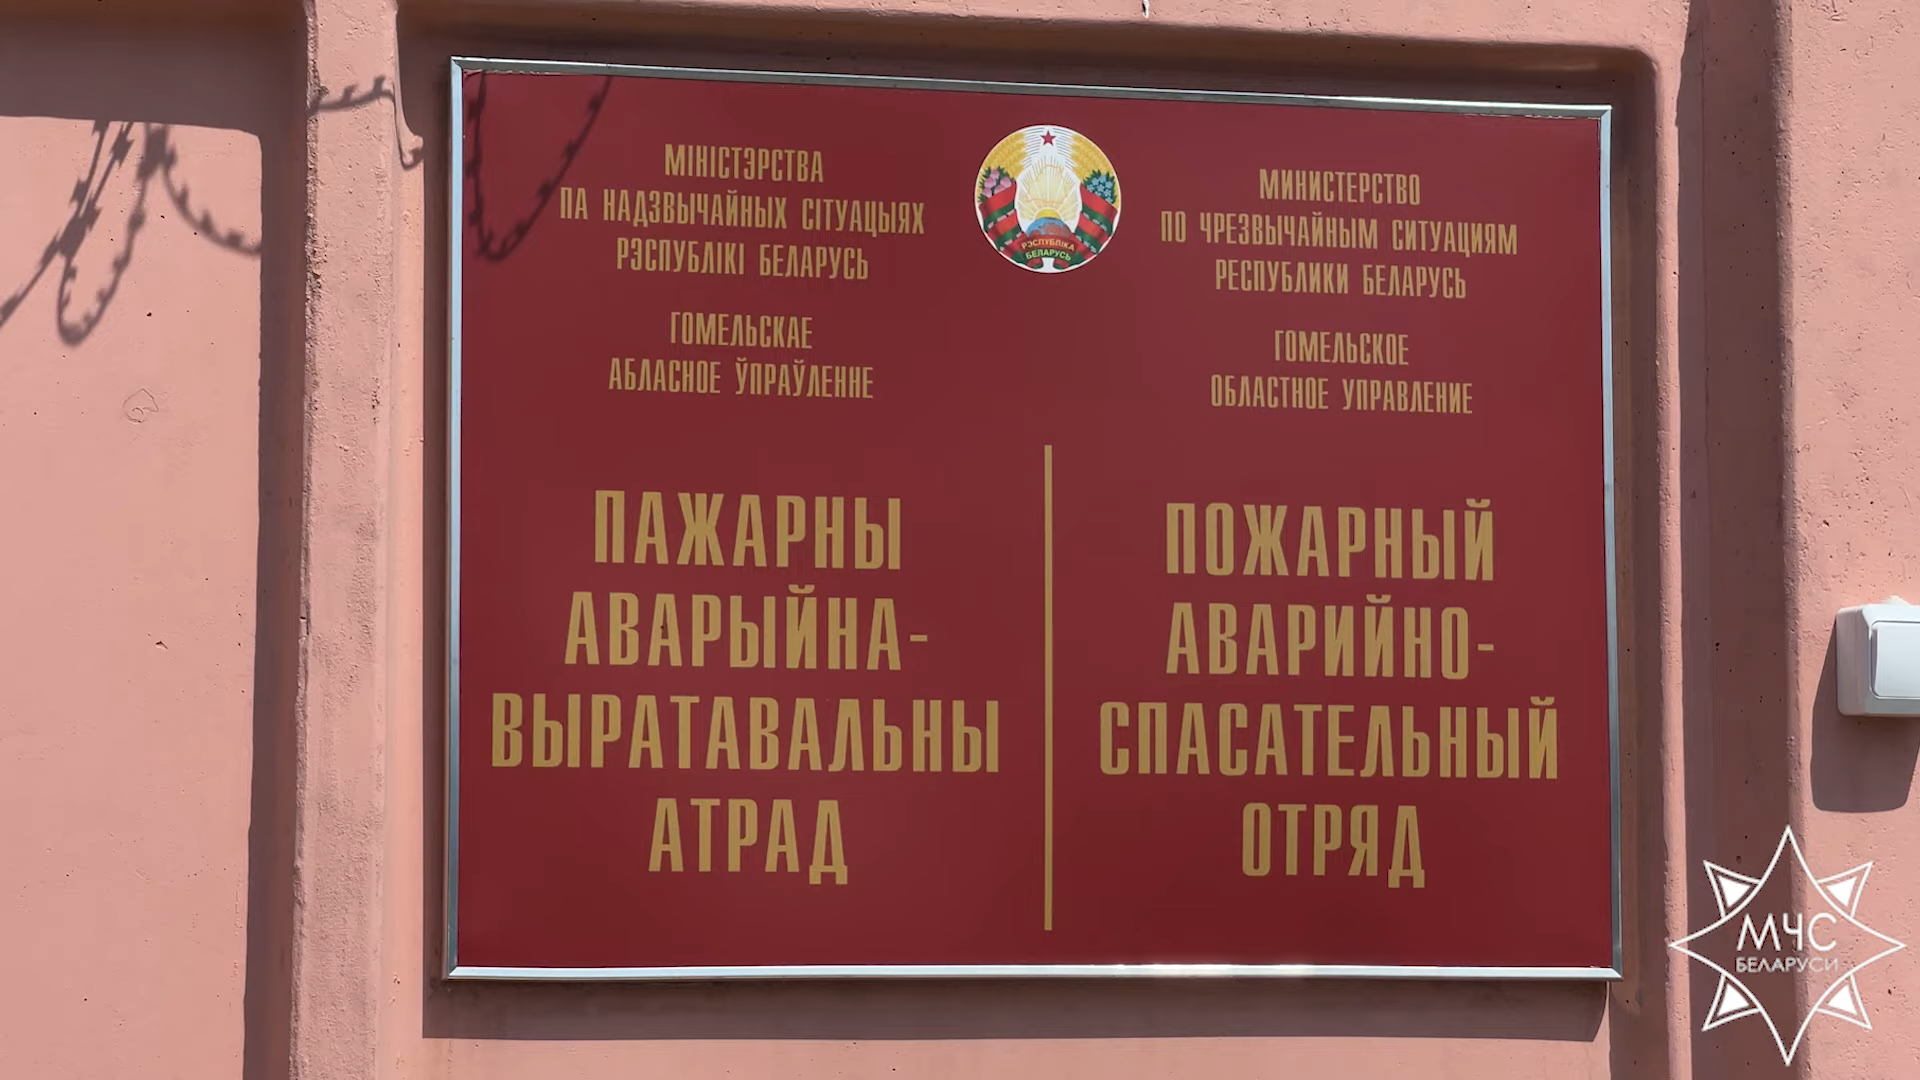 МІНІСТЭРСТВА
ПА НАДЗВЫЧАЙНЫХ СІТУАЦЫЯХ
РЭСПУБЛІКІ БЕЛАРУСЬ
ГОМЕЛЬСКАЕ
АБЛАСНОЕ ЎПРАЎЛЕННЕ
ПАЖАРНЫ
АВАРЫЙНА-
ВЫРАТАВАЛЬНЫ
АТРАД
РЭСПУБЛІКА
БЕЛАРУСЬ
МИНИСТЕРСТВО
ПО ЧРЕЗВЫЧАЙНЫМ СИТУАЦИЯМ
РЕСПУБЛИКИ БЕЛАРУСЬ
ГОМЕЛЬСКОЕ
ОБЛАСТНОЕ УПРАВЛЕНИЕ
ПОЖАРНЫЙ
АВАРИЙНО-
СПАСАТЕЛЬНЫЙ
ОТРЯД
МЧС
БЕЛАРУСИ